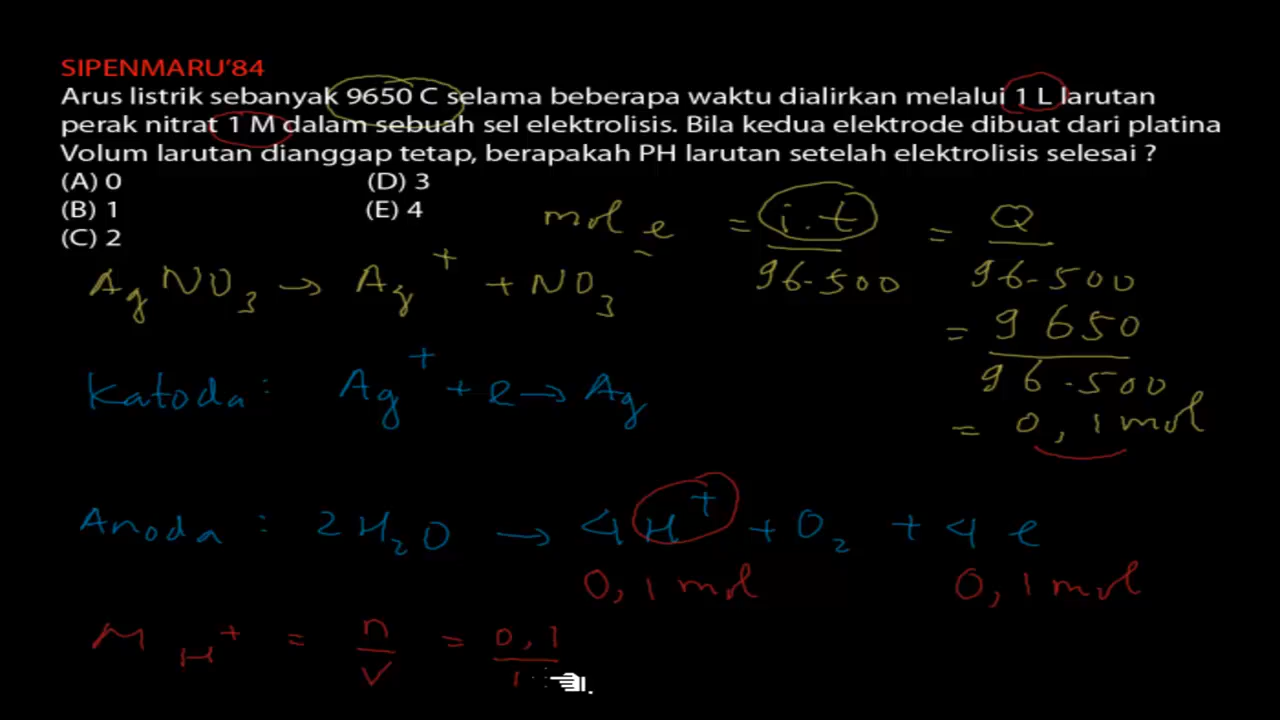 SIPENMARU'84
Arus listrik sebanyak 9650 C selama beberapa waktu dialirkan melalui 1 L larutan
perak nitrat 1 M dalam sebuah sel elektrolisis. Bila kedua elektrode dibuat dari platina
Volum larutan dianggap tetap, berapakah PH larutan setelah elektrolisis selesai ?
(A) 0 (D) 3
(B) 1 (E) 4
(C) 2
mol e = i.t / 96.500 = Q / 96.500
AgNO3 → Ag+ + NO3
= 9650 / 96.500
= 0,1 mol
Katoda : Ag+ + e → Ag
Anoda : 2H2O → 4H+ + O2 + 4e
0,1 mol 0,1 mol
M H+ = n / V = 0,1 / 1